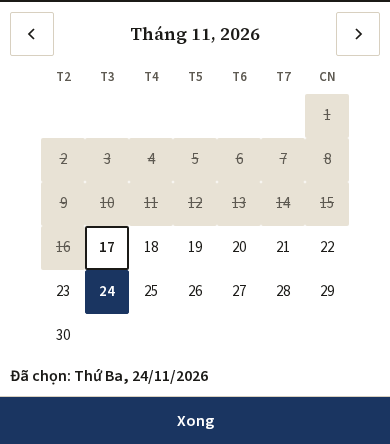 Tháng 11, 2026
T2 T3 T4 T5 T6 T7 CN
1
2 3 4 5 6 7 8
9 10 11 12 13 14 15
16 17 18 19 20 21 22
23 24 25 26 27 28 29
30
Đã chọn: Thứ Ba, 24/11/2026
Xong